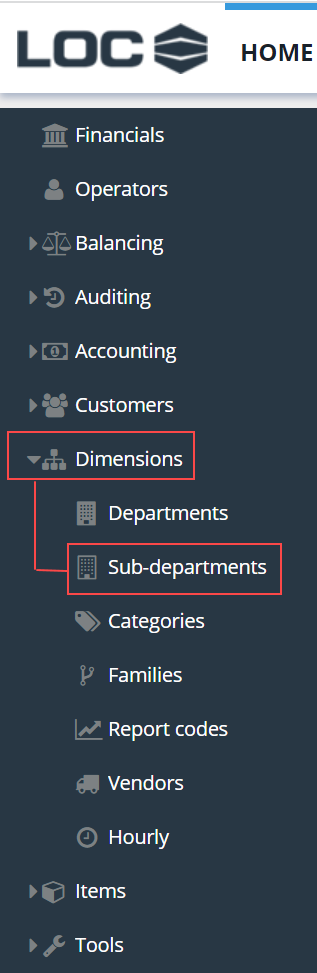 LOC
HOME
Financials
Operators
Balancing
Auditing
Accounting
Customers
Dimensions
Departments
Sub-departments
Categories
Families
Report codes
Vendors
Hourly
Items
Tools